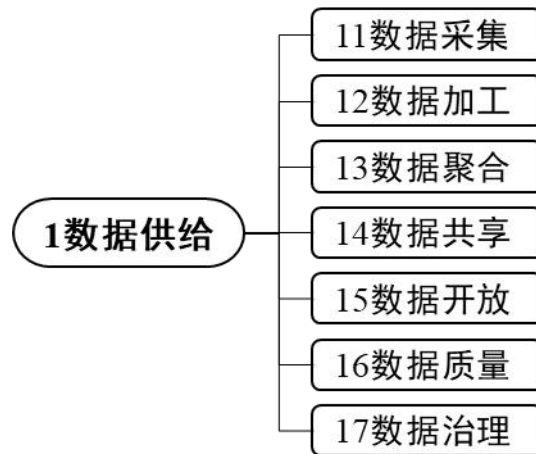 11数据采集
12数据加工
13数据聚合
1数据供给
14数据共享
15数据开放
16数据质量
17数据治理